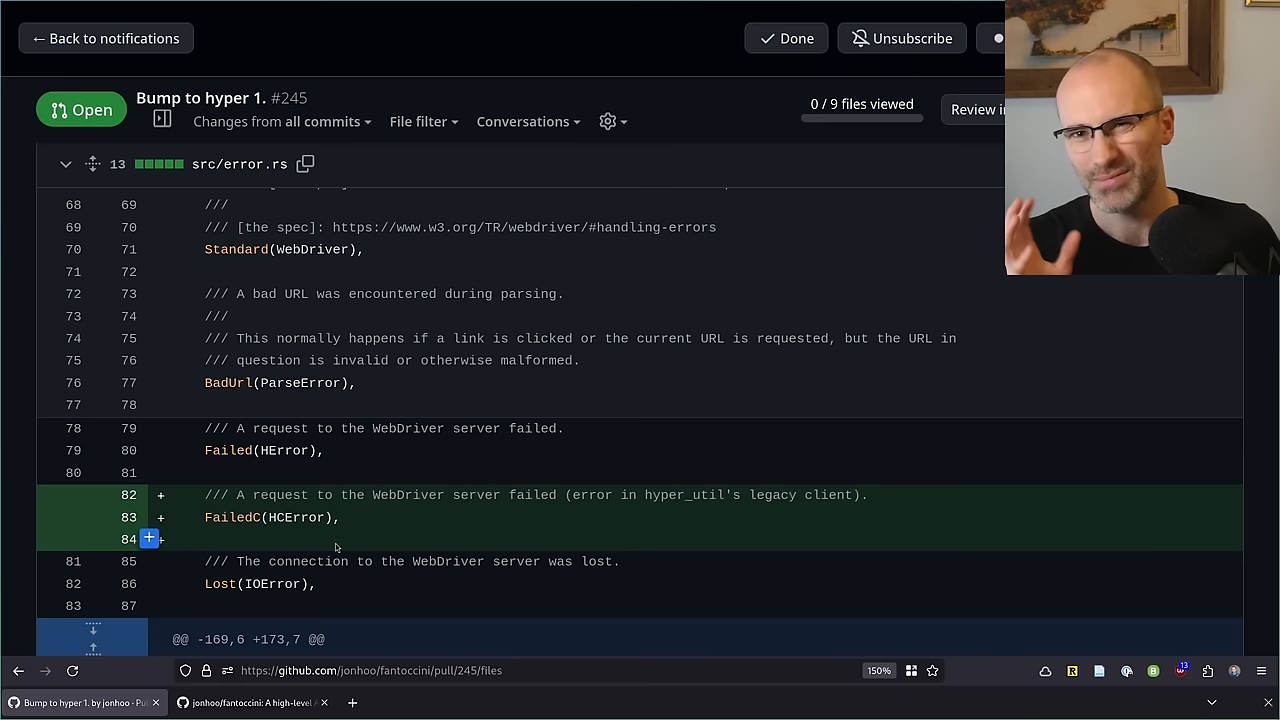 ← Back to notifications
Done
Unsubscribe
Open
Bump to hyper 1. #245
Changes from all commits
File filter
Conversations
0 / 9 files viewed
Review in
13 src/error.rs
68 69 ///
69 70 /// [the spec]: https://www.w3.org/TR/webdriver/#handling-errors
70 71 Standard(WebDriver),
71 72
72 73 /// A bad URL was encountered during parsing.
73 74 ///
74 75 /// This normally happens if a link is clicked or the current URL is requested, but the URL in
75 76 /// question is invalid or otherwise malformed.
76 77 BadUrl(ParseError),
77 78
78 79 /// A request to the WebDriver server failed.
79 80 Failed(HError),
80 81
82 + /// A request to the WebDriver server failed (error in hyper_util's legacy client).
83 + FailedC(HCError),
84 +
81 85 /// The connection to the WebDriver server was lost.
82 86 Lost(IOError),
83 87
@@ -169,6 +173,7 @@
https://github.com/jonhoo/fantoccini/pull/245/files
150%
13
Bump to hyper 1. by jonhoo · Pul
jonhoo/fantoccini: A high-level